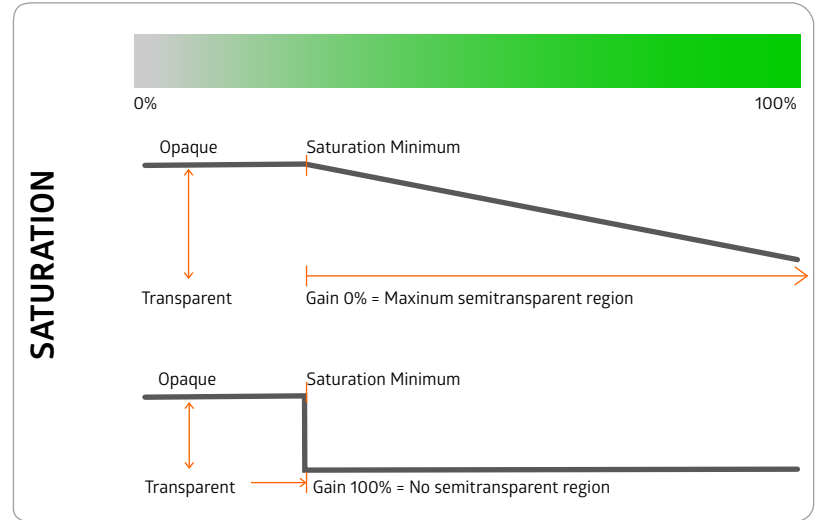 SATURATION
0%
100%
Opaque
Saturation Minimum
Transparent
Gain 0% = Maxinum semitransparent region
Opaque
Saturation Minimum
Transparent
Gain 100% = No semitransparent region